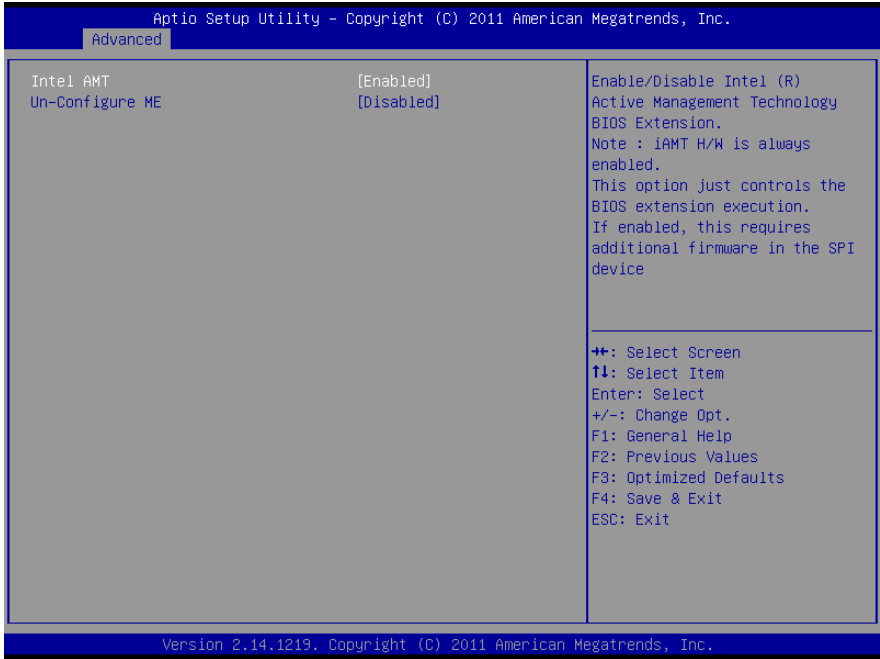 Aptio Setup Utility – Copyright (C) 2011 American Megatrends, Inc.
Advanced
Intel AMT [Enabled]
Un-Configure ME [Disabled]
Enable/Disable Intel (R)
Active Management Technology
BIOS Extension.
Note : iAMT H/W is always
enabled.
This option just controls the
BIOS extension execution.
If enabled, this requires
additional firmware in the SPI
device
→←: Select Screen
↑↓: Select Item
Enter: Select
+/-: Change Opt.
F1: General Help
F2: Previous Values
F3: Optimized Defaults
F4: Save & Exit
ESC: Exit
Version 2.14.1219. Copyright (C) 2011 American Megatrends, Inc.